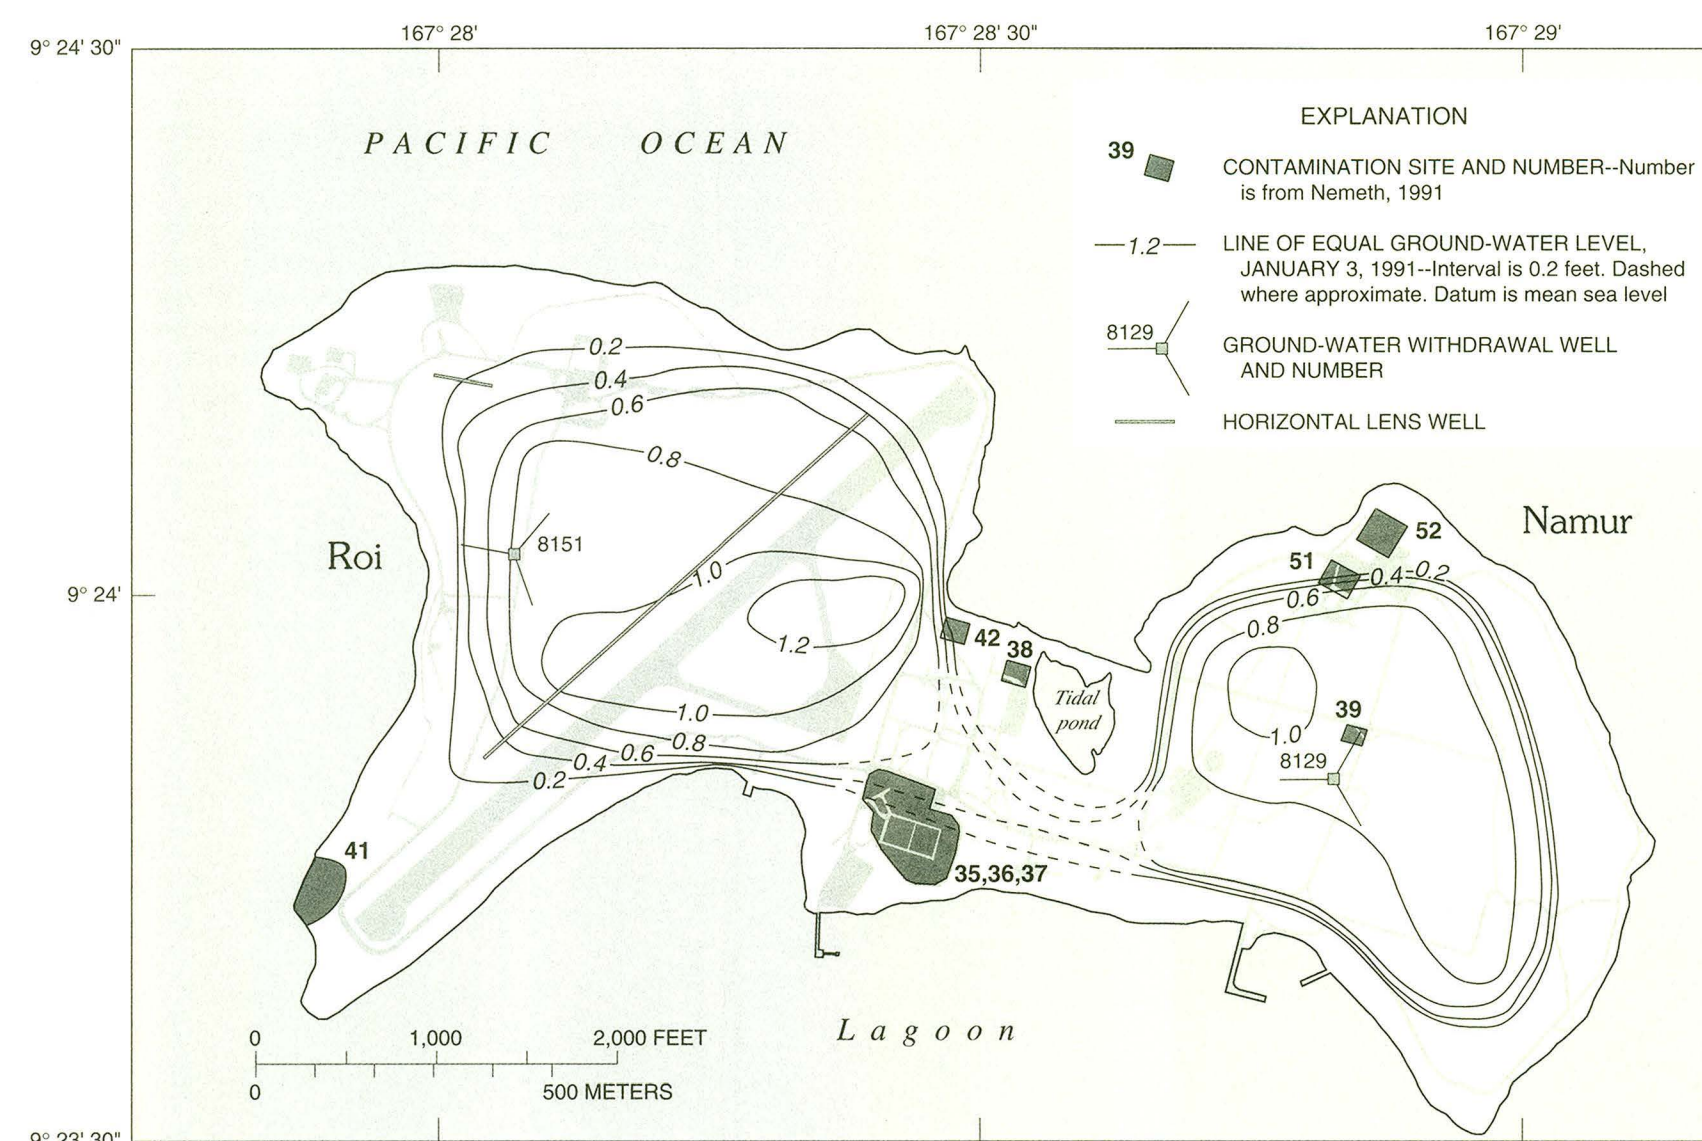 167° 28'
167° 28' 30"
167° 29'
9° 24' 30"
PACIFIC OCEAN
EXPLANATION
39
CONTAMINATION SITE AND NUMBER--Number
is from Nemeth, 1991
1.2
LINE OF EQUAL GROUND-WATER LEVEL,
JANUARY 3, 1991--Interval is 0.2 feet. Dashed
where approximate. Datum is mean sea level
8129
GROUND-WATER WITHDRAWAL WELL
AND NUMBER
HORIZONTAL LENS WELL
0.2
0.4
0.6
0.8
Roi
8151
1.0
1.2
1.0
0.8
0.6
0.4
0.2
9° 24'
42
38
Tidal
pond
Namur
52
51
0.4
0.2
0.6
0.8
39
1.0
8129
41
35,36,37
Lagoon
0 1,000 2,000 FEET
0 500 METERS
9° 23' 30"